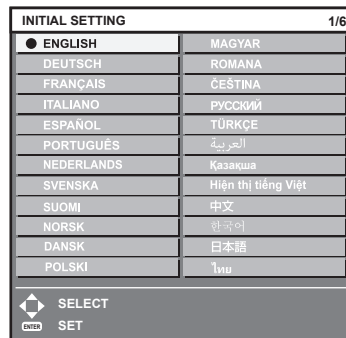 INITIAL SETTING 1/6
ENGLISH
DEUTSCH
FRANÇAIS
ITALIANO
ESPAÑOL
PORTUGUÊS
NEDERLANDS
SVENSKA
SUOMI
NORSK
DANSK
POLSKI
MAGYAR
ROMANA
ČEŠTINA
РУССКИЙ
TÜRKÇE
العربية
Қазақша
Hiện thị tiếng Việt
中文
한국어
日本語
ไทย
SELECT
ENTER SET